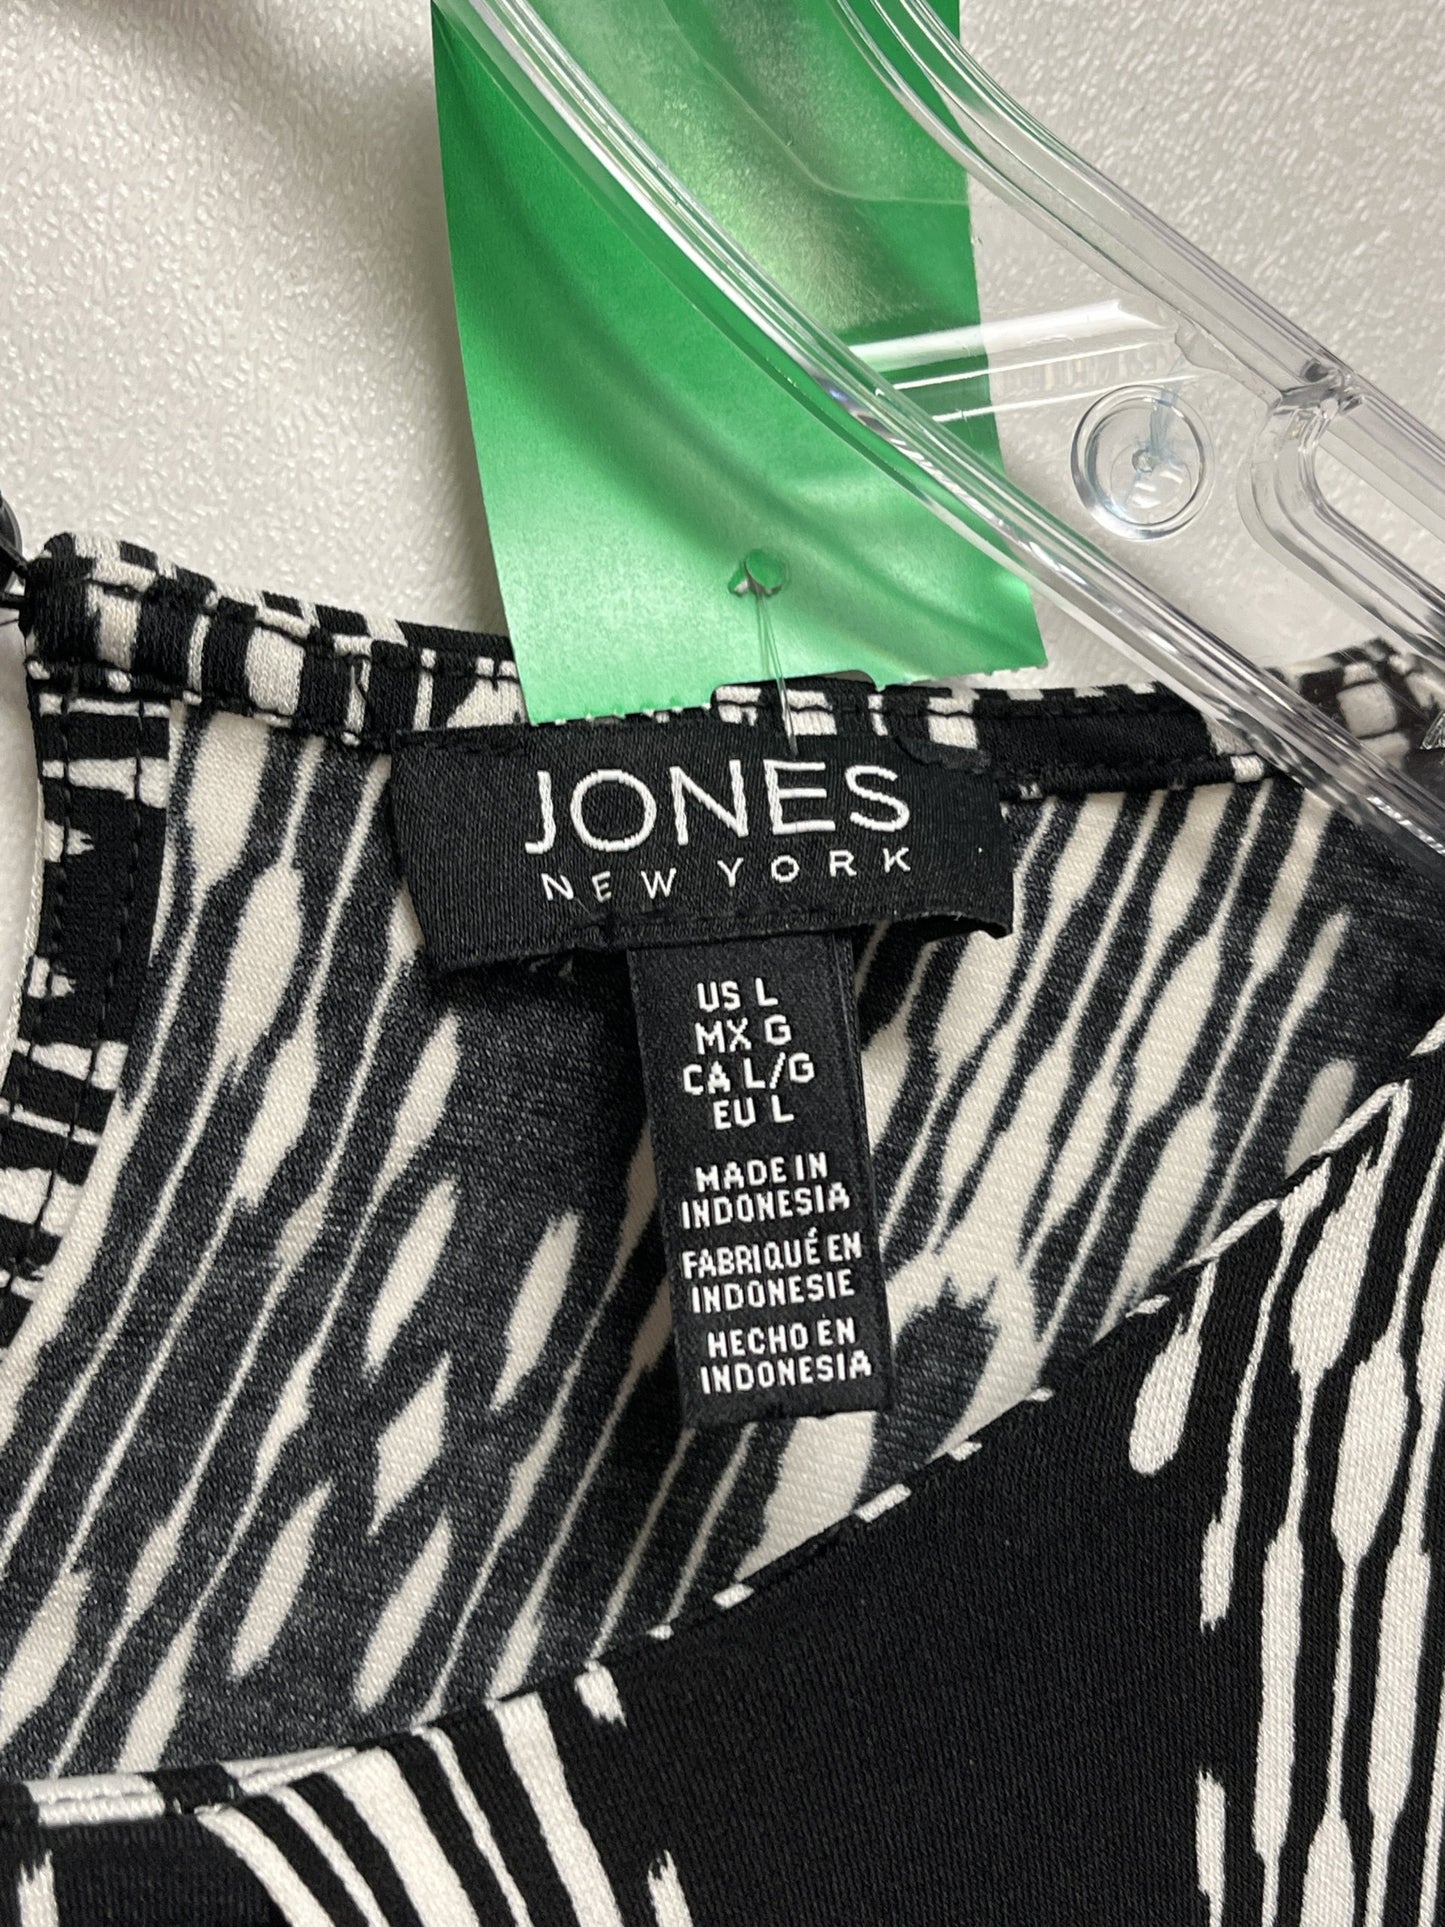 JONES
NEW YORK
US L
MX G
CA L/G
EU L
MADE IN
INDONESIA
FABRIQUÉ EN
INDONESIE
HECHO EN
INDONESIA